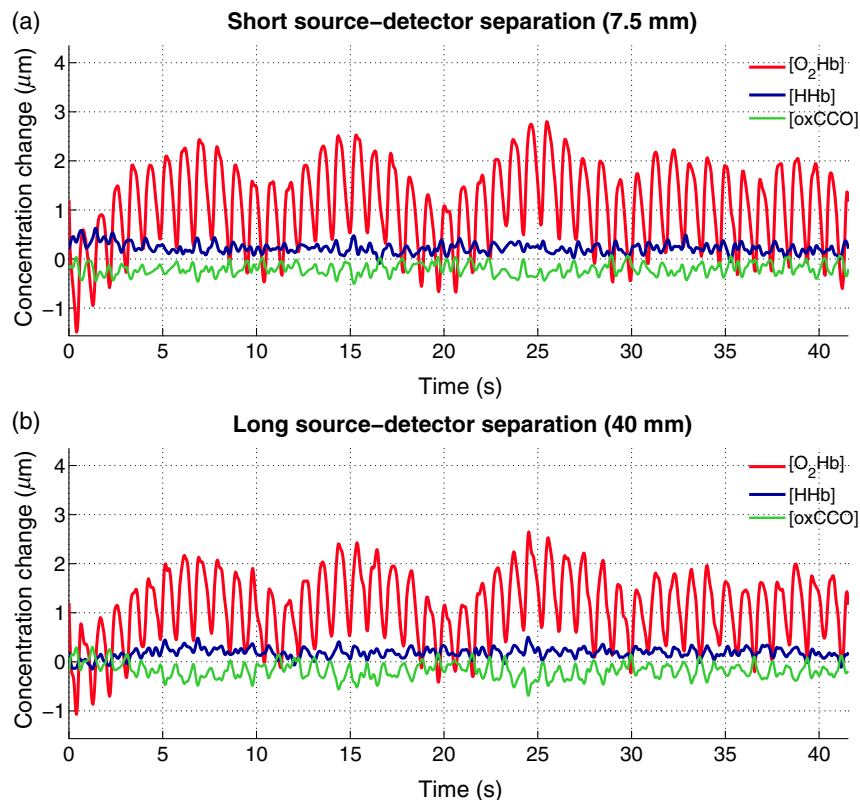 (a)
Short source−detector separation (7.5 mm)
Concentration change (μm)
4
3
2
1
0
−1
[O₂Hb]
[HHb]
[oxCCO]
0 5 10 15 20 25 30 35 40
Time (s)
(b)
Long source−detector separation (40 mm)
Concentration change (μm)
4
3
2
1
0
−1
[O₂Hb]
[HHb]
[oxCCO]
0 5 10 15 20 25 30 35 40
Time (s)